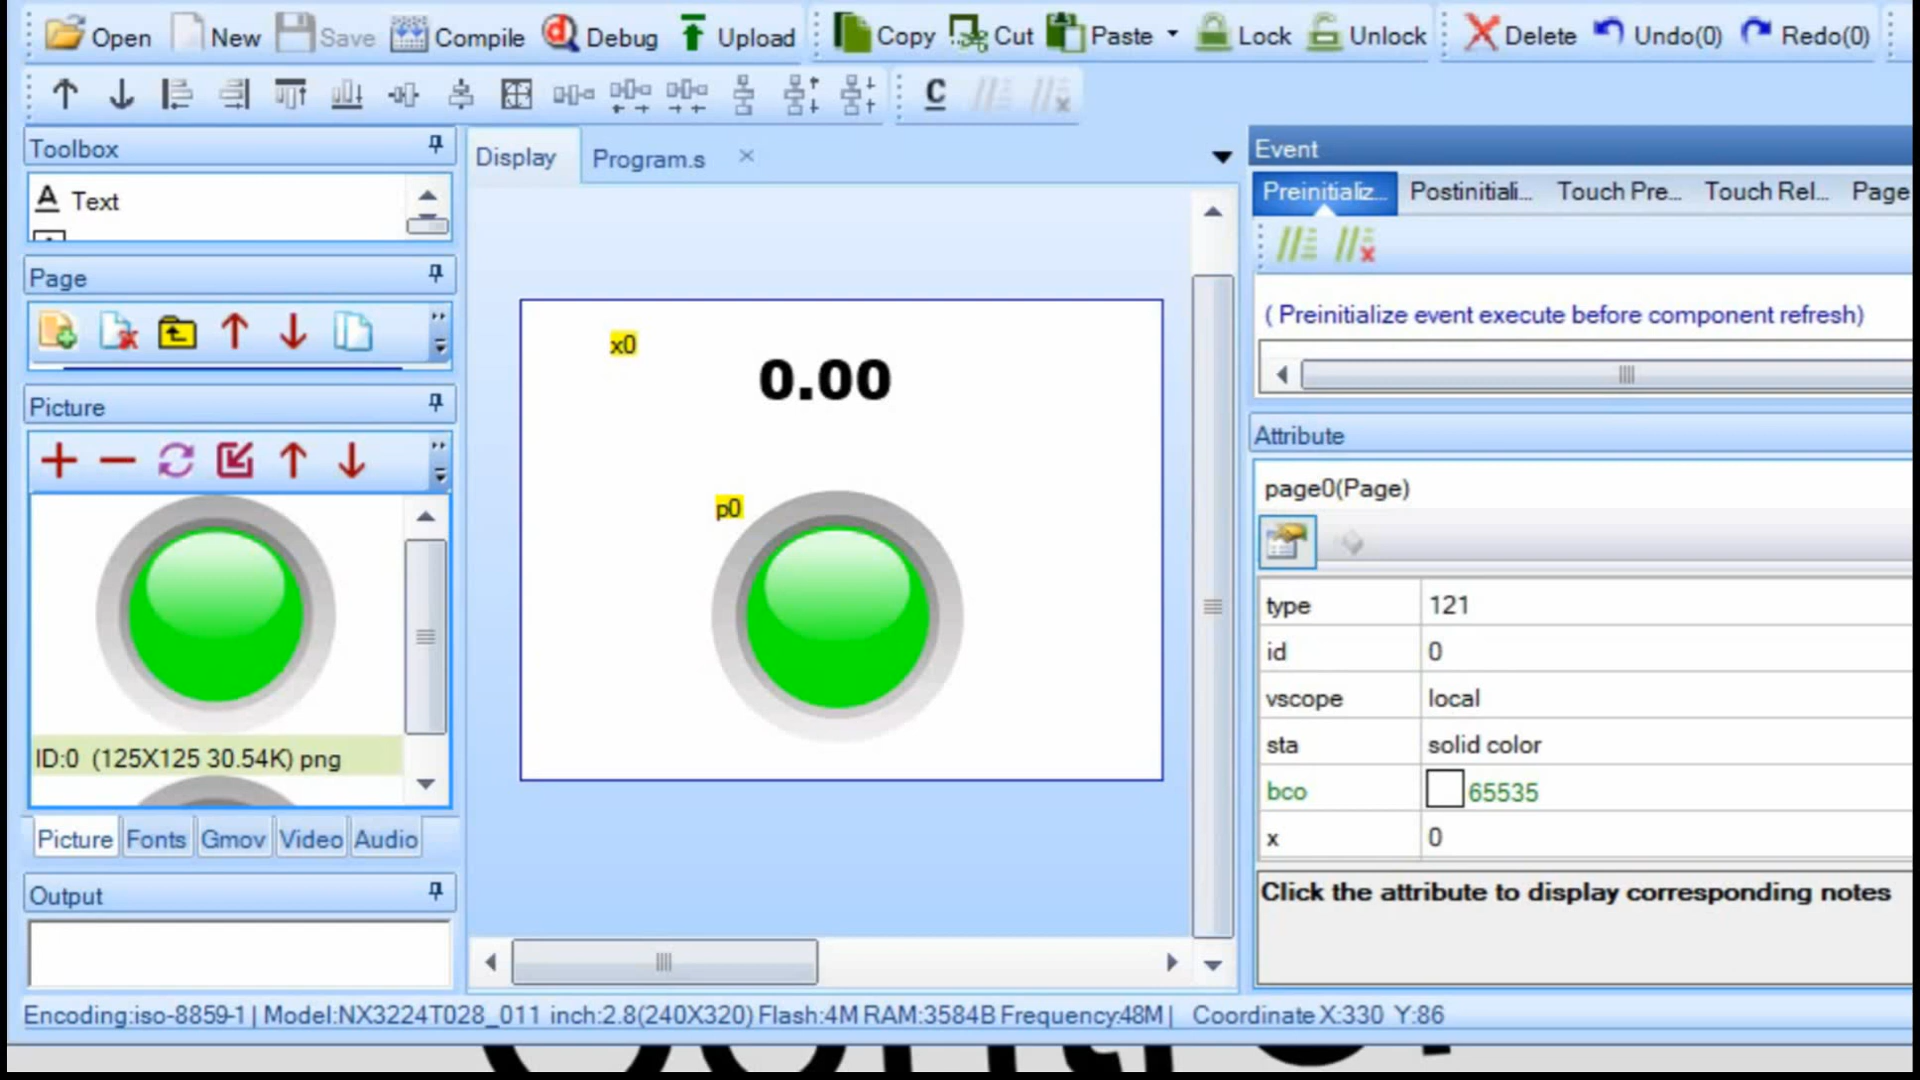 Open New Save Compile Debug Upload Copy Cut Paste Lock Unlock Delete Undo(0) Redo(0)
C
Toolbox
A Text
Page
Picture
ID:0 (125X125 30.54K) png
Picture Fonts Gmov Video Audio
Output
Display Program.s
x0
0.00
p0
Event
Preinitializ... Postinitiali... Touch Pre... Touch Rel... Page
( Preinitialize event execute before component refresh)
Attribute
page0(Page)
type 121
id 0
vscope local
sta solid color
bco 65535
x 0
Click the attribute to display corresponding notes
Encoding:iso-8859-1 | Model:NX3224T028_011 inch:2.8(240X320) Flash:4M RAM:3584B Frequency:48M | Coordinate X:330 Y:86